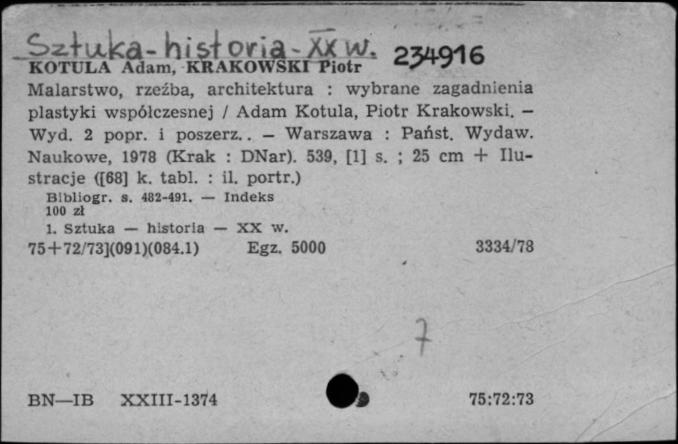 Sztuka-historia-XX w. 234916
KOTULA Adam, KRAKOWSKI Piotr
Malarstwo, rzeźba, architektura : wybrane zagadnienia
plastyki współczesnej / Adam Kotula, Piotr Krakowski. —
Wyd. 2 popr. i poszerz.. — Warszawa : Państ. Wydaw.
Naukowe, 1978 (Krak : DNar). 539, [1] s. ; 25 cm + Ilu-
stracje ([68] k. tabl. : il. portr.)
Bibliogr. s. 482-491. — Indeks
100 zł
1. Sztuka — historia — XX w.
75+72/73](091)(084.1) Egz. 5000 3334/78
7
BN—IB XXIII-1374 75:72:73